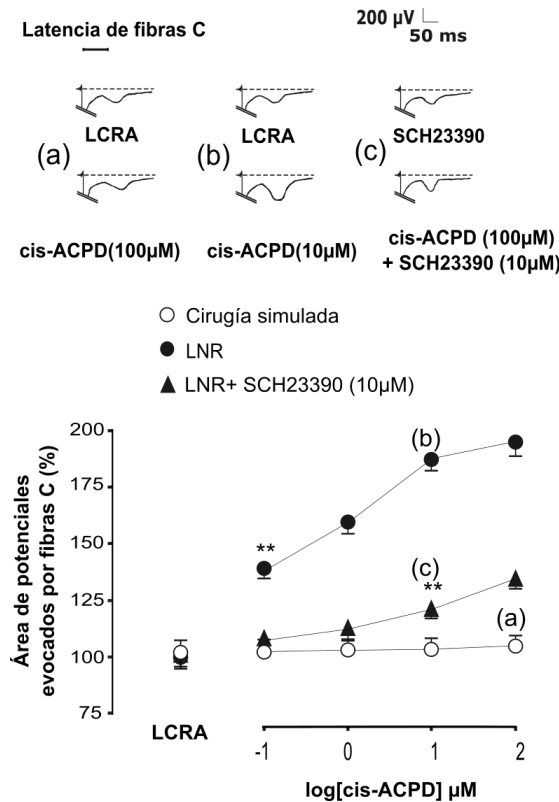 Latencia de fibras C
200 µV
50 ms
LCRA
LCRA
SCH23390
(a)
(b)
(c)
cis-ACPD(100µM)
cis-ACPD(10µM)
cis-ACPD (100µM)
+ SCH23390 (10µM)
Cirugía simulada
LNR
LNR+ SCH23390 (10µM)
Área de potenciales
evocados por fibras C (%)
200
175
150
125
100
75
**
(b)
(c)
**
(a)
LCRA
-1
0
1
2
log[cis-ACPD] µM